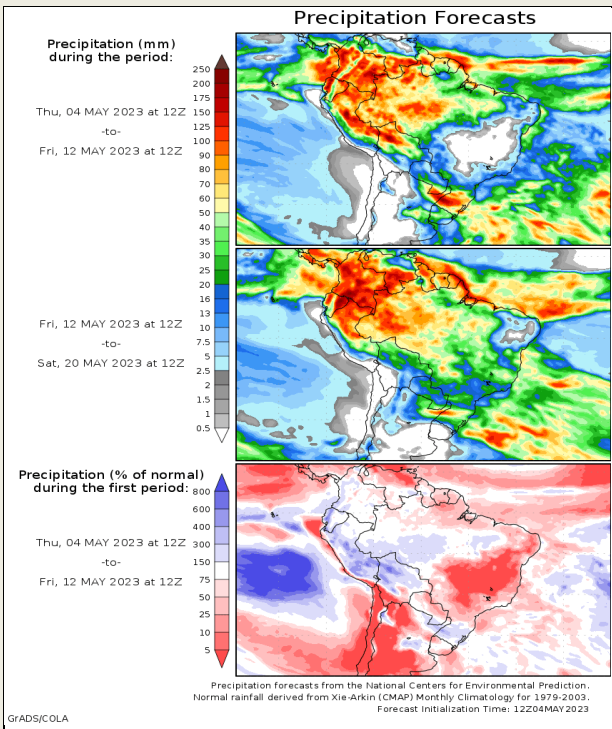 Precipitation Forecasts
Precipitation (mm)
during the period:
Thu, 04 MAY 2023 at 12Z
-to-
Fri, 12 MAY 2023 at 12Z
250
200
175
150
125
100
90
80
70
60
50
40
35
30
25
20
16
13
10
7.5
5
2.5
2
1.5
1
0.5
Fri, 12 MAY 2023 at 12Z
-to-
Sat, 20 MAY 2023 at 12Z
Precipitation (% of normal)
during the first period:
Thu, 04 MAY 2023 at 12Z
-to-
Fri, 12 MAY 2023 at 12Z
800
600
400
300
150
75
50
25
10
5
Precipitation forecasts from the National Centers for Environmental Prediction.
Normal rainfall derived from Xie-Arkin (CMAP) Monthly Climatology for 1979-2003.
Forecast Initialization Time: 12Z04MAY2023
GrADS/COLA